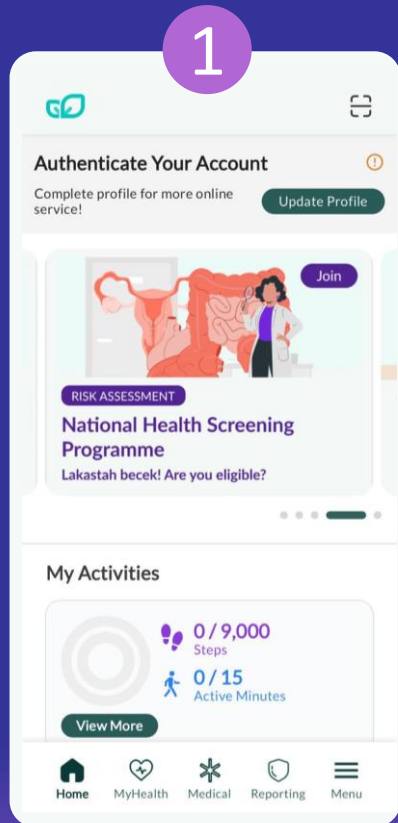 1
Authenticate Your Account
Complete profile for more online
service!
Update Profile
Join
RISK ASSESSMENT
National Health Screening
Programme
Lakastah becek! Are you eligible?
My Activities
0 / 9,000
Steps
0 / 15
Active Minutes
View More
Home MyHealth Medical Reporting Menu